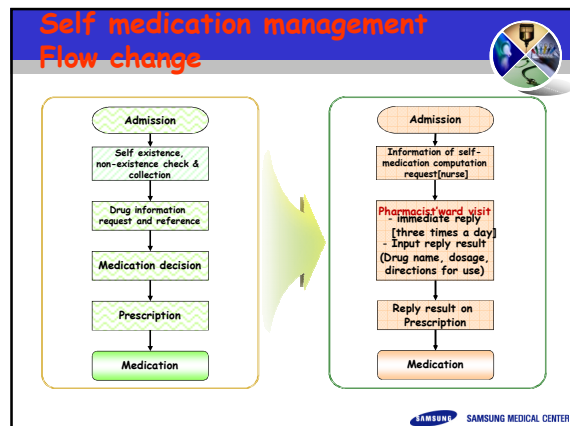 Self medication management
Flow change
Admission
Self existence,
non-existence check &
collection
Drug information
request and reference
Medication decision
Prescription
Medication
Admission
Information of self-
medication computation
request[nurse]
Pharmacist'ward visit
- immediate reply
[three times a day]
- Input reply result
(Drug name, dosage,
directions for use)
Reply result on
Prescription
Medication
SAMSUNG SAMSUNG MEDICAL CENTER